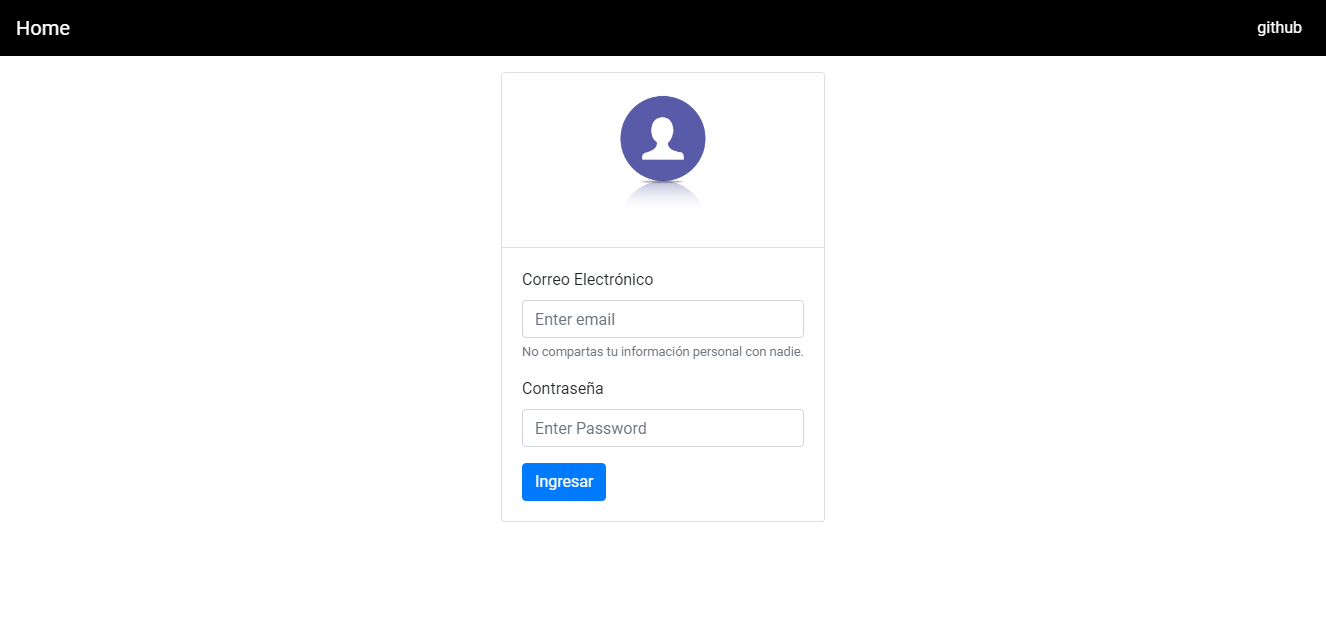 Home
github
Correo Electrónico
Enter email
No compartas tu información personal con nadie.
Contraseña
Enter Password
Ingresar